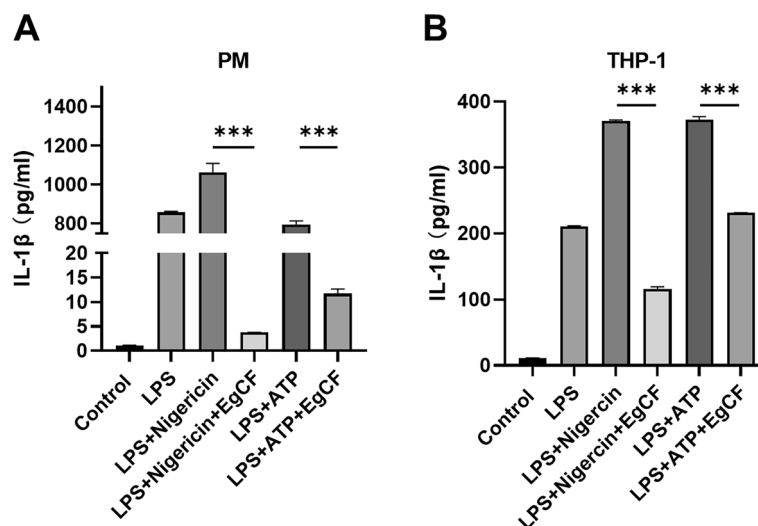 A
PM
IL-1β (pg/ml)
1400
1200
1000
800
20
15
10
5
0
***
***
Control
LPS
LPS+Nigericin
LPS+Nigericin+EgCF
LPS+ATP
LPS+ATP+EgCF
B
THP-1
IL-1β (pg/ml)
400
300
200
100
0
***
***
Control
LPS
LPS+Nigercin
LPS+Nigercin+EgCF
LPS+ATP
LPS+ATP+EgCF